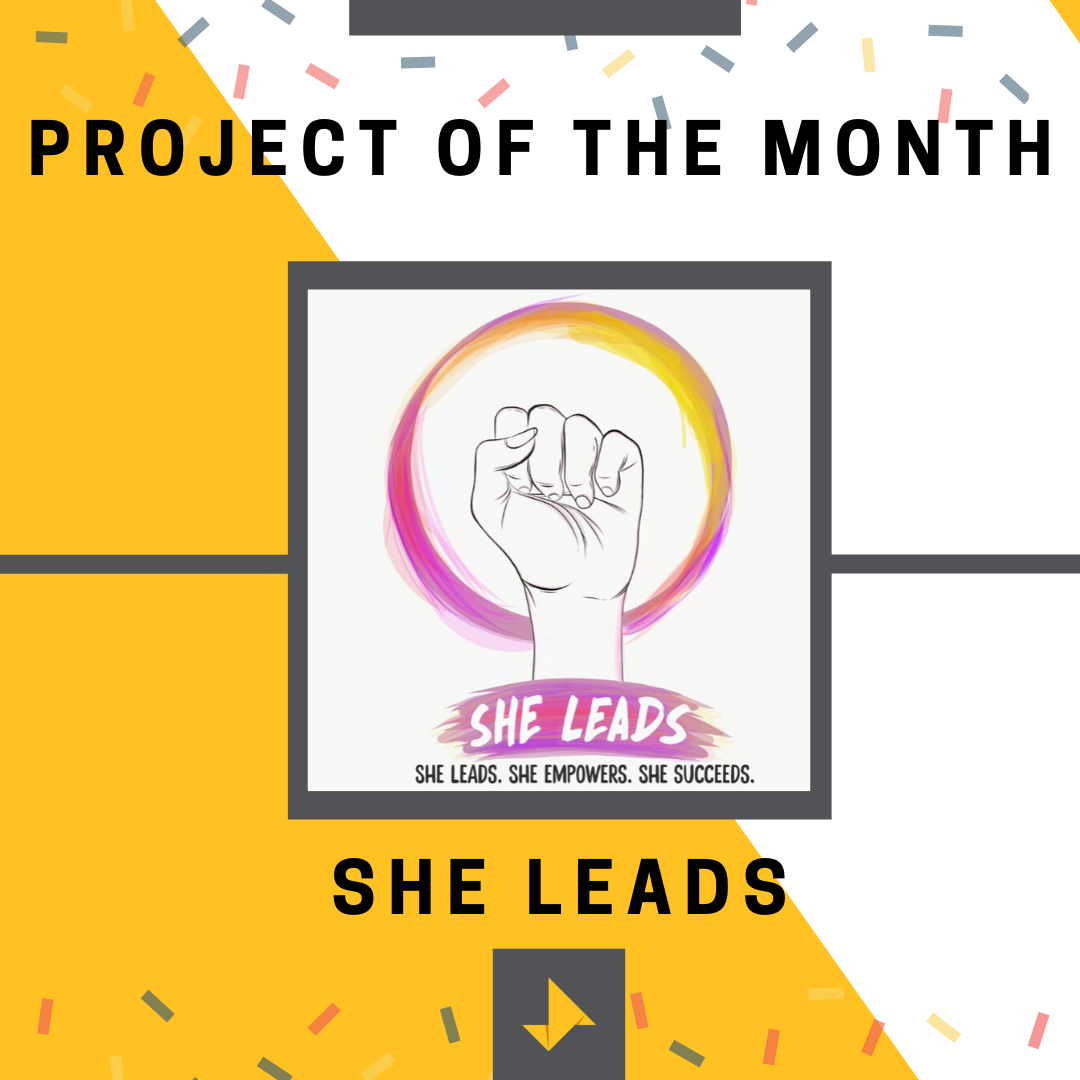 PROJECT OF THE MONTH
SHE LEADS
SHE LEADS. SHE EMPOWERS. SHE SUCCEEDS.
SHE LEADS